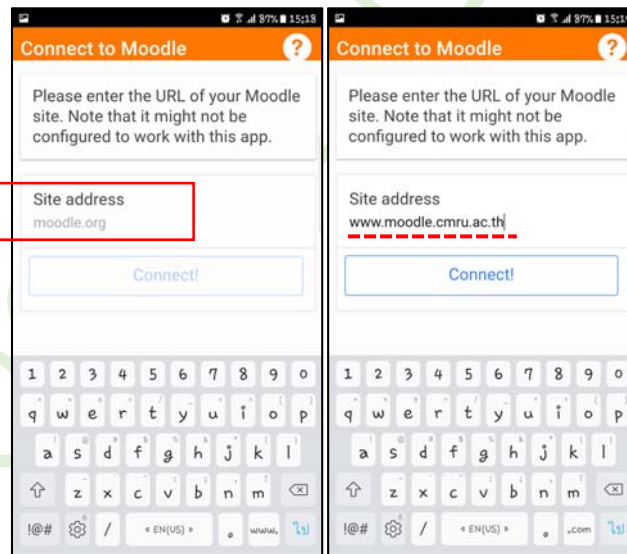 87% 15:18
Connect to Moodle ?
Please enter the URL of your Moodle
site. Note that it might not be
configured to work with this app.
Site address
moodle.org
Connect!
1 2 3 4 5 6 7 8 9 0
q w e r t y u i o p
a s d f g h j k l
z x c v b n m
!@# / EN(US) . www. ไป
87% 15:1
Connect to Moodle ?
Please enter the URL of your Moodle
site. Note that it might not be
configured to work with this app.
Site address
www.moodle.cmru.ac.th
Connect!
1 2 3 4 5 6 7 8 9 0
q w e r t y u i o p
a s d f g h j k l
z x c v b n m
!@# / EN(US) . .com ไป